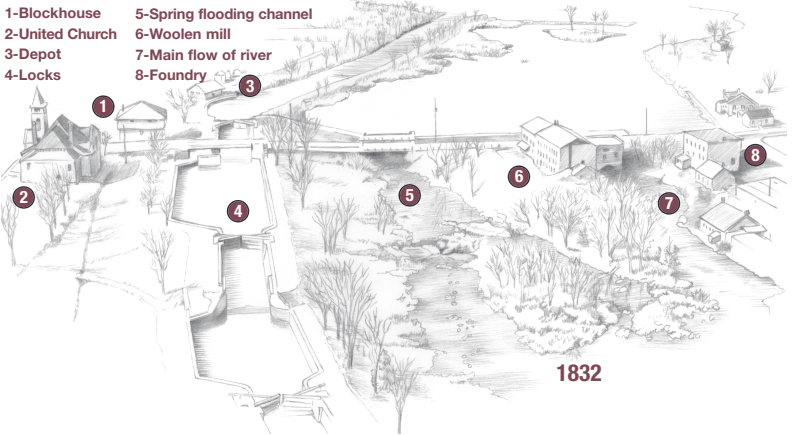 1-Blockhouse
2-United Church
3-Depot
4-Locks
5-Spring flooding channel
6-Woolen mill
7-Main flow of river
8-Foundry
3
1
8
2
6
5
7
4
1832